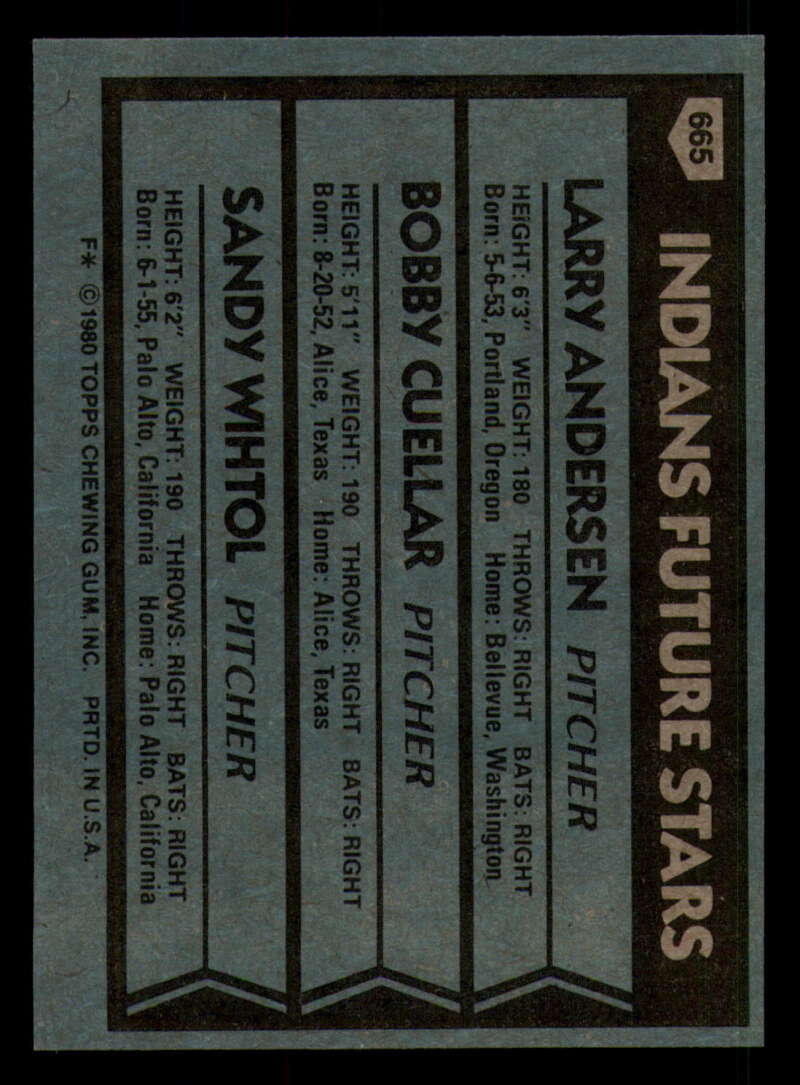 665
INDIANS FUTURE STARS
LARRY ANDERSEN PITCHER
HEIGHT: 6'3" WEIGHT: 180 THROWS: RIGHT BATS: RIGHT
Born: 5-6-53, Portland, Oregon Home: Bellevue, Washington
BOBBY CUELLAR PITCHER
HEIGHT: 5'11" WEIGHT: 190 THROWS: RIGHT BATS: RIGHT
Born: 8-20-52, Alice, Texas Home: Alice, Texas
SANDY WIHTOL PITCHER
HEIGHT: 6'2" WEIGHT: 190 THROWS: RIGHT BATS: RIGHT
Born: 6-1-55, Palo Alto, California Home: Palo Alto, California
F* ©1980 TOPPS CHEWING GUM, INC. PRTD. IN U.S.A.